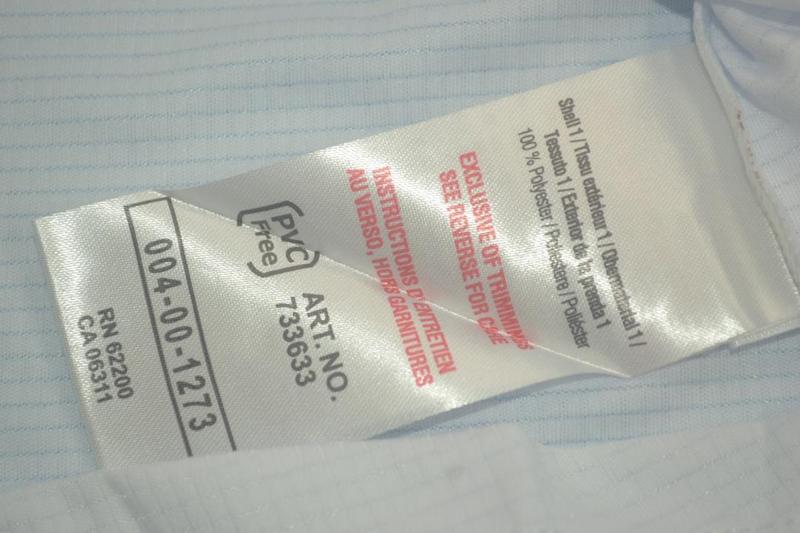 Shell 1 / Tissu extérieur 1 / Obermaterial 1 /
Tessuto 1 / Exterior de la prenda 1
100 % Polyester / Poliestere / Poliéster
EXCLUSIVE OF TRIMMINGS
SEE REVERSE FOR CARE
INSTRUCTIONS D'ENTRETEN
AU VERSO, HORS GARNITURES
PVC
Free
ART. NO.
733633
004-00-1273
RN 62200
CA 06311